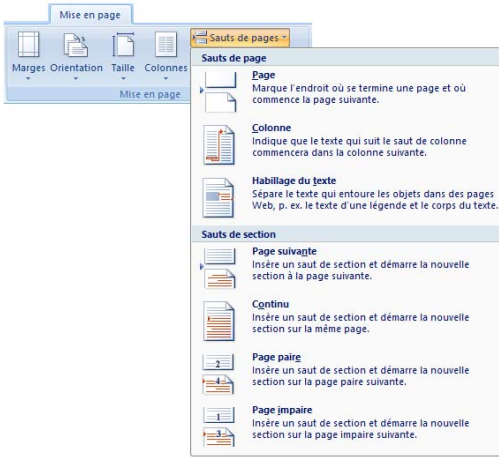 Mise en page
Sauts de pages
Marges Orientation Taille Colonnes
Mise en page
Sauts de page
Page
Marque l'endroit où se termine une page et où
commence la page suivante.
Colonne
Indique que le texte qui suit le saut de colonne
commencera dans la colonne suivante.
Habillage du texte
Sépare le texte qui entoure les objets dans des pages
Web, p. ex. le texte d'une légende et le corps du texte.
Sauts de section
Page suivante
Insère un saut de section et démarre la nouvelle
section à la page suivante.
Continu
Insère un saut de section et démarre la nouvelle
section sur la même page.
Page paire
2
Insère un saut de section et démarre la nouvelle
4
section sur la page paire suivante.
Page impaire
1
Insère un saut de section et démarre la nouvelle
3
section sur la page impaire suivante.